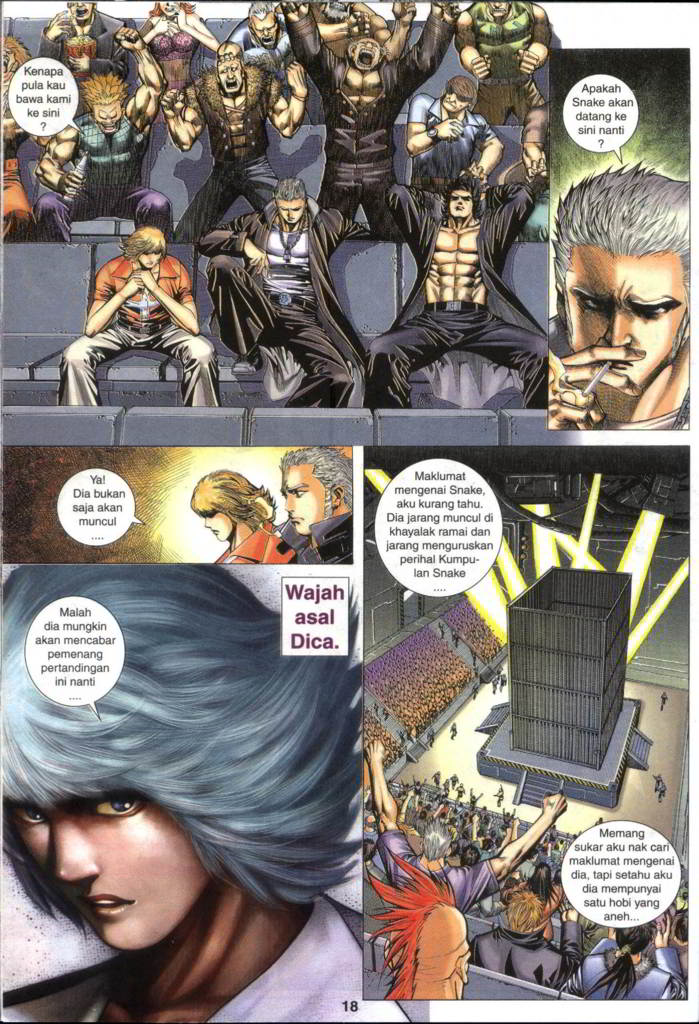 Kenapa
pula kau
bawa kami
ke sini
?
Apakah
Snake akan
datang ke
sini nanti
?
Ya!
Dia bukan
saja akan
muncul
....
Malah
dia mungkin
akan mencabar
pemenang
pertandingan
ini nanti
....
Wajah
asal
Dica.
Maklumat
mengenai Snake,
aku kurang tahu.
Dia jarang muncul di
khayalak ramai dan
jarang menguruskan
perihal Kumpu-
lan Snake
....
Memang
sukar aku nak cari
maklumat mengenai
dia, tapi setahu aku
dia mempunyai
satu hobi yang
aneh...
18